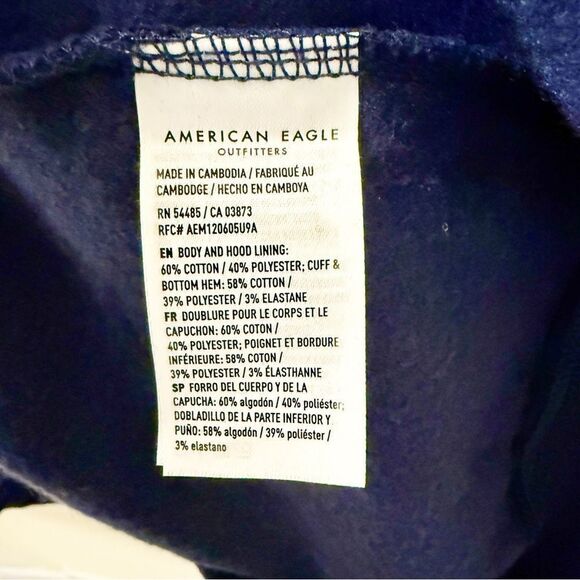 AMERICAN EAGLE
OUTFITTERS
MADE IN CAMBODIA / FABRIQUÉ AU
CAMBODGE / HECHO EN CAMBOYA
RN 54485 / CA 03873
RFC# AEM120605U9A
EN BODY AND HOOD LINING:
60% COTTON / 40% POLYESTER; CUFF &
BOTTOM HEM: 58% COTTON /
39% POLYESTER / 3% ELASTANE
FR DOUBLURE POUR LE CORPS ET LE
CAPUCHON: 60% COTON /
40% POLYESTER; POIGNET ET BORDURE
INFÉRIEURE: 58% COTON /
39% POLYESTER / 3% ÉLASTHANNE
SP FORRO DEL CUERPO Y DE LA
CAPUCHA: 60% algodón / 40% poliéster;
DOBLADILLO DE LA PARTE INFERIOR Y
PUÑO: 58% algodón / 39% poliéster /
3% elastano